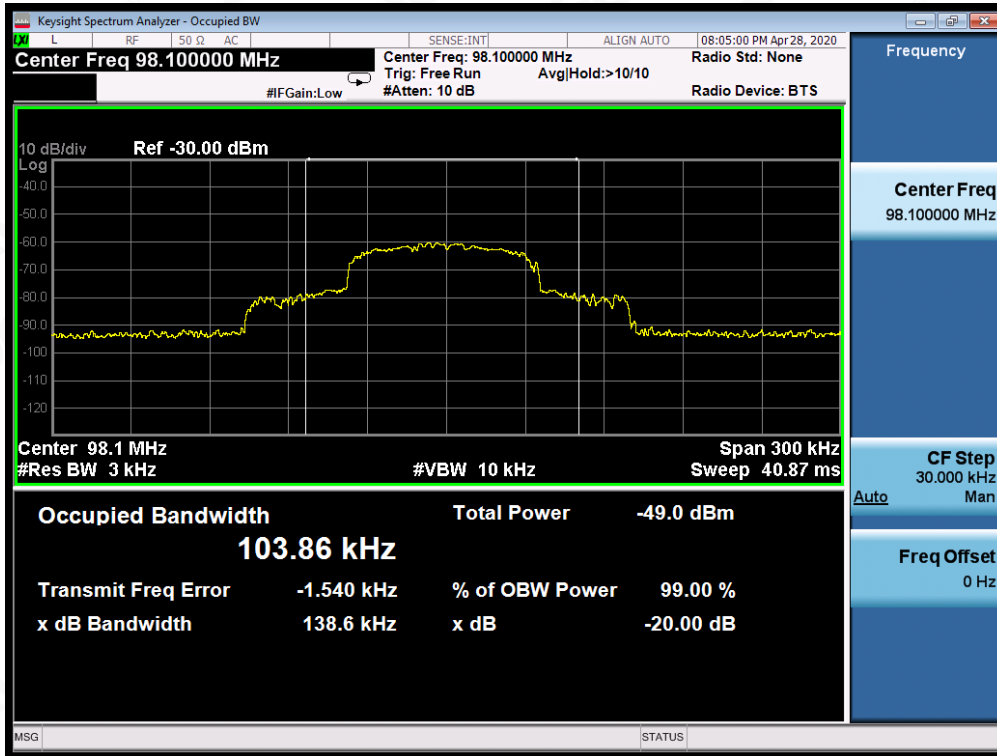 Keysight Spectrum Analyzer - Occupied BW
LXI L RF 50 Ω AC SENSE:INT ALIGN AUTO 08:05:00 PM Apr 28, 2020
Center Freq 98.100000 MHz
Center Freq: 98.100000 MHz Radio Std: None
Trig: Free Run Avg|Hold:>10/10
#IFGain:Low #Atten: 10 dB Radio Device: BTS
10 dB/div Ref -30.00 dBm
Log
-40.0
-50.0
-60.0
-70.0
-80.0
-90.0
-100
-110
-120
Center 98.1 MHz Span 300 kHz
#Res BW 3 kHz #VBW 10 kHz Sweep 40.87 ms
Occupied Bandwidth Total Power -49.0 dBm
103.86 kHz
Transmit Freq Error -1.540 kHz % of OBW Power 99.00 %
x dB Bandwidth 138.6 kHz x dB -20.00 dB
MSG STATUS
Frequency
Center Freq
98.100000 MHz
CF Step
30.000 kHz
Auto Man
Freq Offset
0 Hz